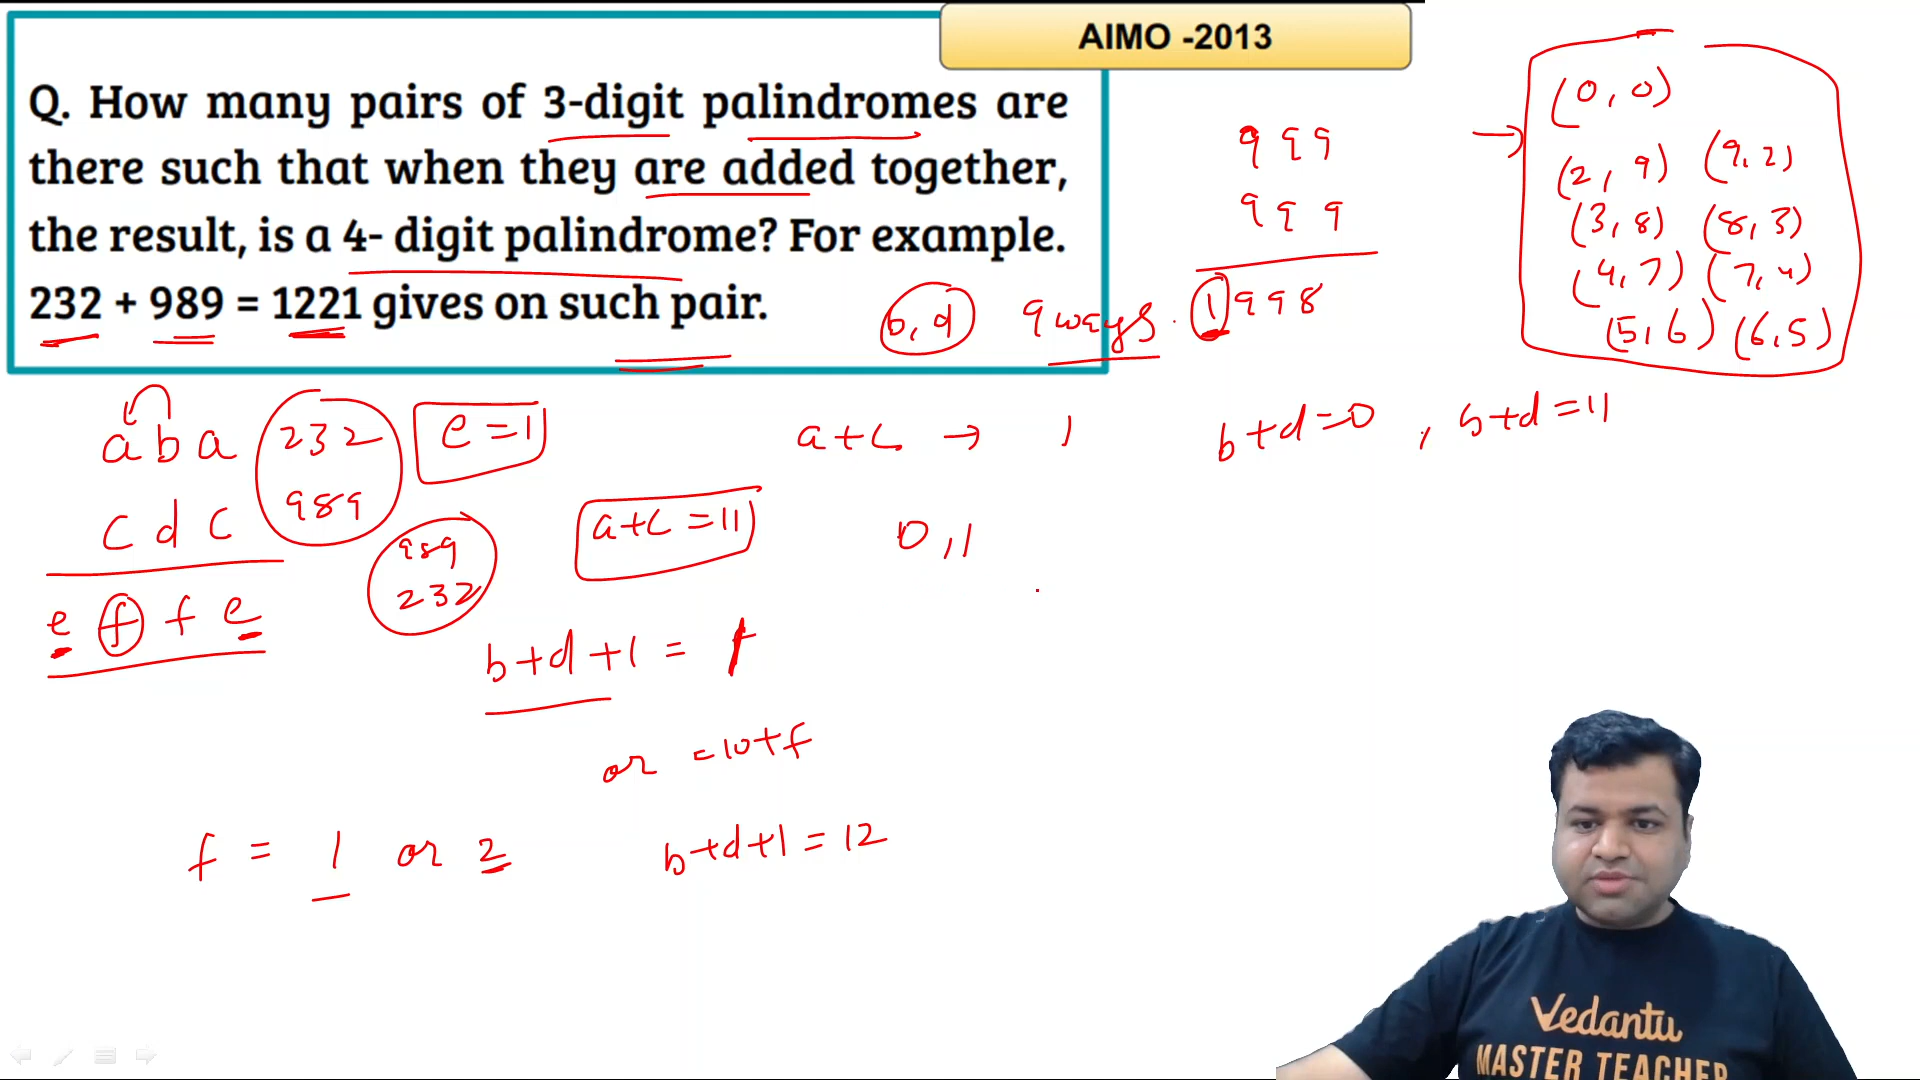 AIMO -2013
Q. How many pairs of 3-digit palindromes are
there such that when they are added together,
the result, is a 4- digit palindrome? For example.
232 + 989 = 1221 gives on such pair.
b, d 9 ways.
999
999
1998
(0, 0)
(2, 9) (9, 2)
(3, 8) (8, 3)
(4, 7) (7, 4)
(5, 6) (6, 5)
a b a
c d c
e f f e
232
989
989
232
e = 1
a+c = 11
a+c → 1
0, 1
b+d=0 , b+d=11
b+d+1 = f
or = 10+f
f = 1 or 2
b+d+1 = 12
Vedantu
MASTER TEACHER